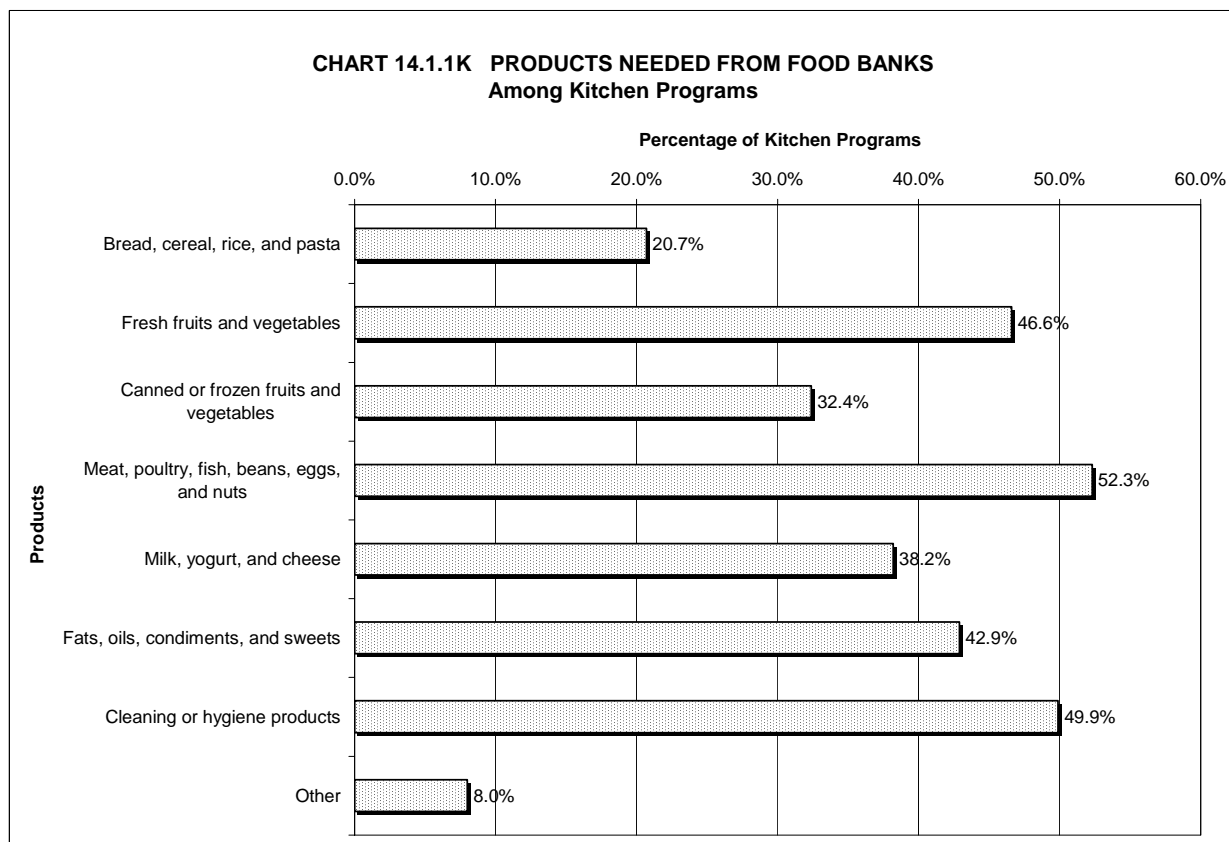 CHART 14.1.1K   PRODUCTS NEEDED FROM FOOD BANKS
Among Kitchen Programs
Percentage of Kitchen Programs
0.0% 10.0% 20.0% 30.0% 40.0% 50.0% 60.0%
Products
Bread, cereal, rice, and pasta 20.7%
Fresh fruits and vegetables 46.6%
Canned or frozen fruits and
vegetables 32.4%
Meat, poultry, fish, beans, eggs,
and nuts 52.3%
Milk, yogurt, and cheese 38.2%
Fats, oils, condiments, and sweets 42.9%
Cleaning or hygiene products 49.9%
Other 8.0%